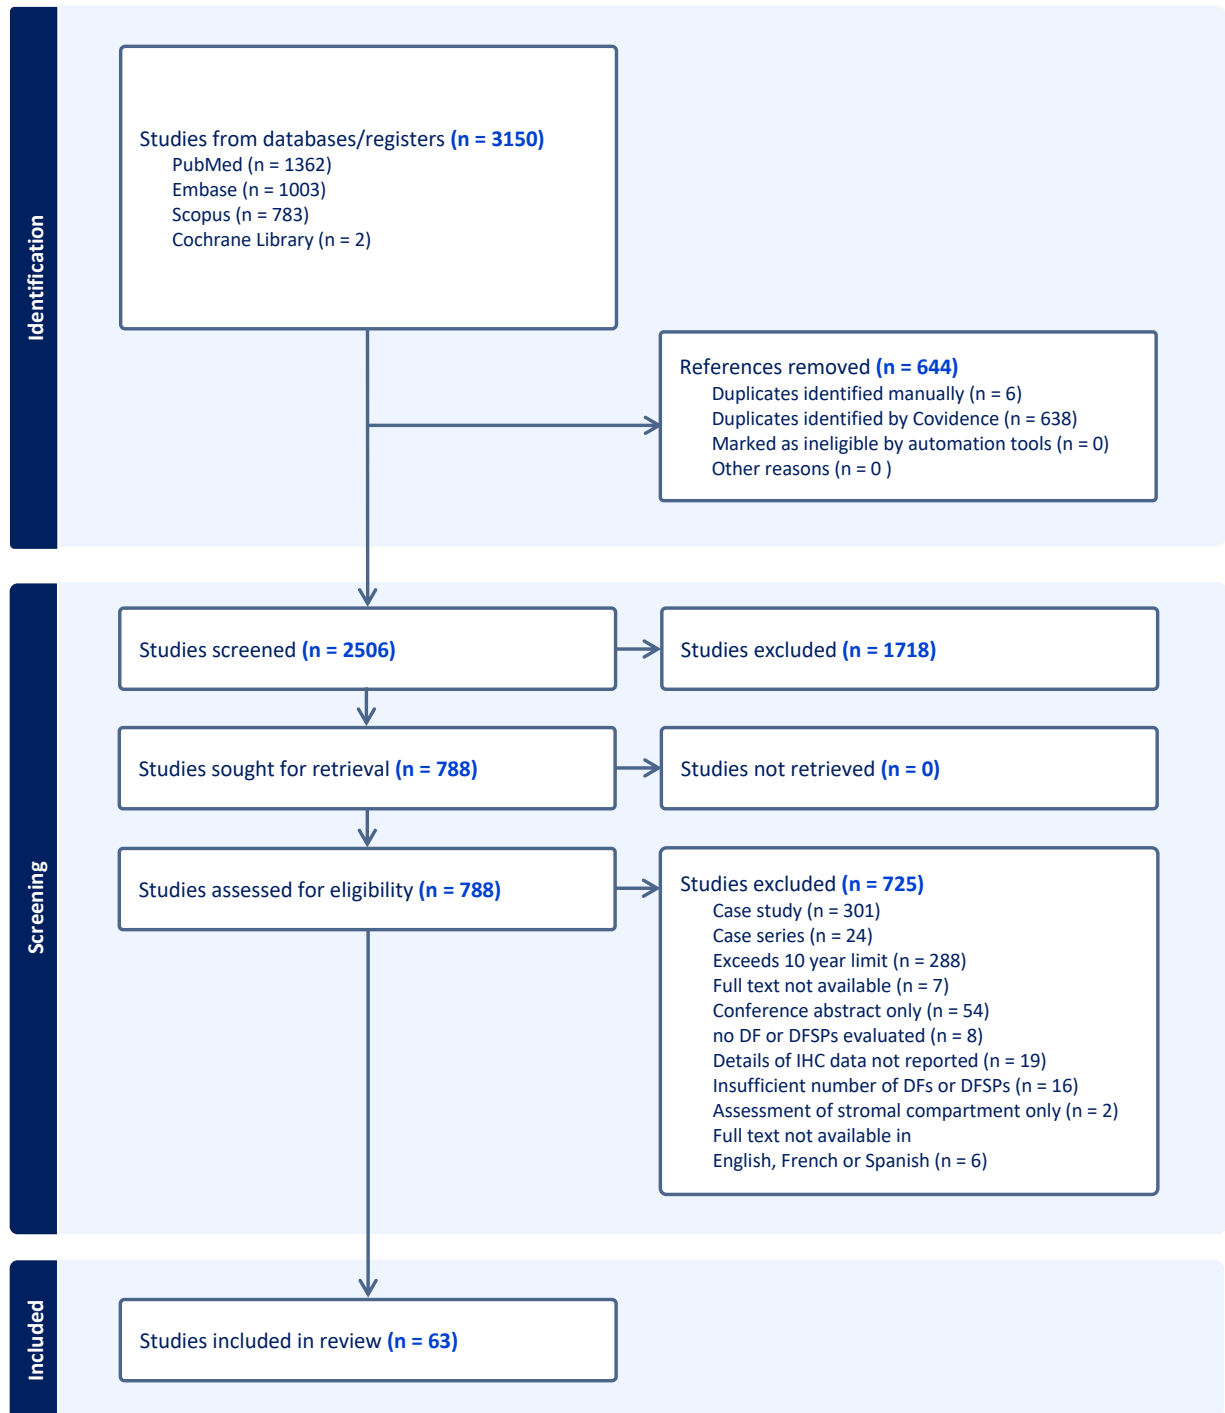 Identification
Studies from databases/registers (n = 3150)
PubMed (n = 1362)
Embase (n = 1003)
Scopus (n = 783)
Cochrane Library (n = 2)
References removed (n = 644)
Duplicates identified manually (n = 6)
Duplicates identified by Covidence (n = 638)
Marked as ineligible by automation tools (n = 0)
Other reasons (n = 0 )
Screening
Studies screened (n = 2506)
Studies excluded (n = 1718)
Studies sought for retrieval (n = 788)
Studies not retrieved (n = 0)
Studies assessed for eligibility (n = 788)
Studies excluded (n = 725)
Case study (n = 301)
Case series (n = 24)
Exceeds 10 year limit (n = 288)
Full text not available (n = 7)
Conference abstract only (n = 54)
no DF or DFSPs evaluated (n = 8)
Details of IHC data not reported (n = 19)
Insufficient number of DFs or DFSPs (n = 16)
Assessment of stromal compartment only (n = 2)
Full text not available in
English, French or Spanish (n = 6)
Included
Studies included in review (n = 63)